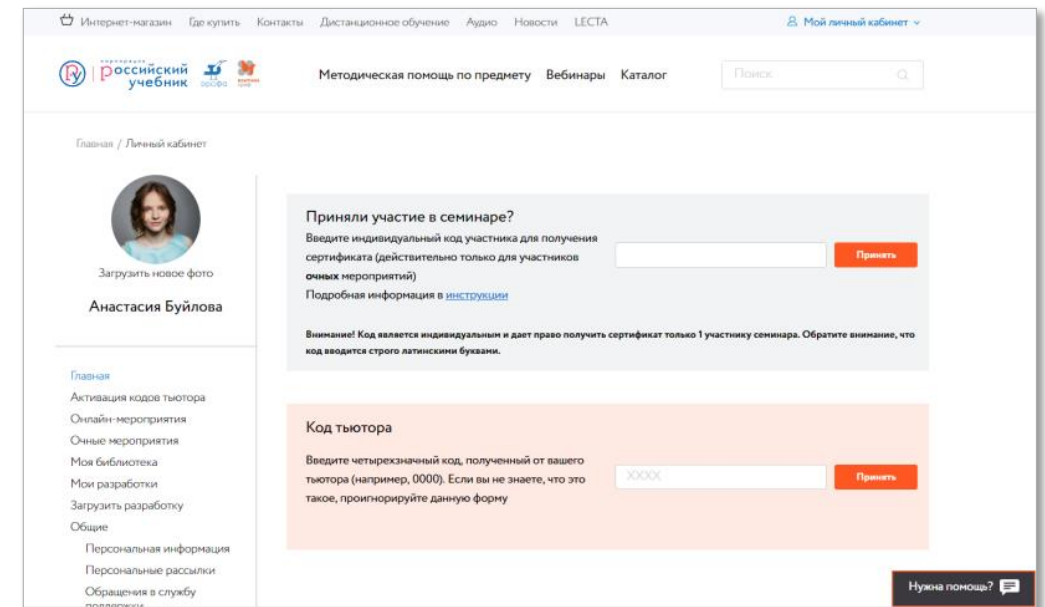 Интернет-магазин Где купить Контакты Дистанционное обучение Аудио Новости LECTA Мой личный кабинет
корпорация
российский
учебник
Методическая помощь по предмету Вебинары Каталог Поиск
Главная / Личный кабинет
Загрузить новое фото
Анастасия Буйлова
Главная
Активация кодов тьютора
Онлайн-мероприятия
Очные мероприятия
Моя библиотека
Мои разработки
Загрузить разработку
Общие
Персональная информация
Персональные рассылки
Обращения в службу
поддержки
Приняли участие в семинаре?
Введите индивидуальный код участника для получения
сертификата (действительно только для участников
очных мероприятий)
Подробная информация в инструкции
Принять
Внимание! Код является индивидуальным и дает право получить сертификат только 1 участнику семинара. Обратите внимание, что
код вводится строго латинскими буквами.
Код тьютора
Введите четырехзначный код, полученный от вашего
тьютора (например, 0000). Если вы не знаете, что это
такое, проигнорируйте данную форму
XXXX
Принять
Нужна помощь?